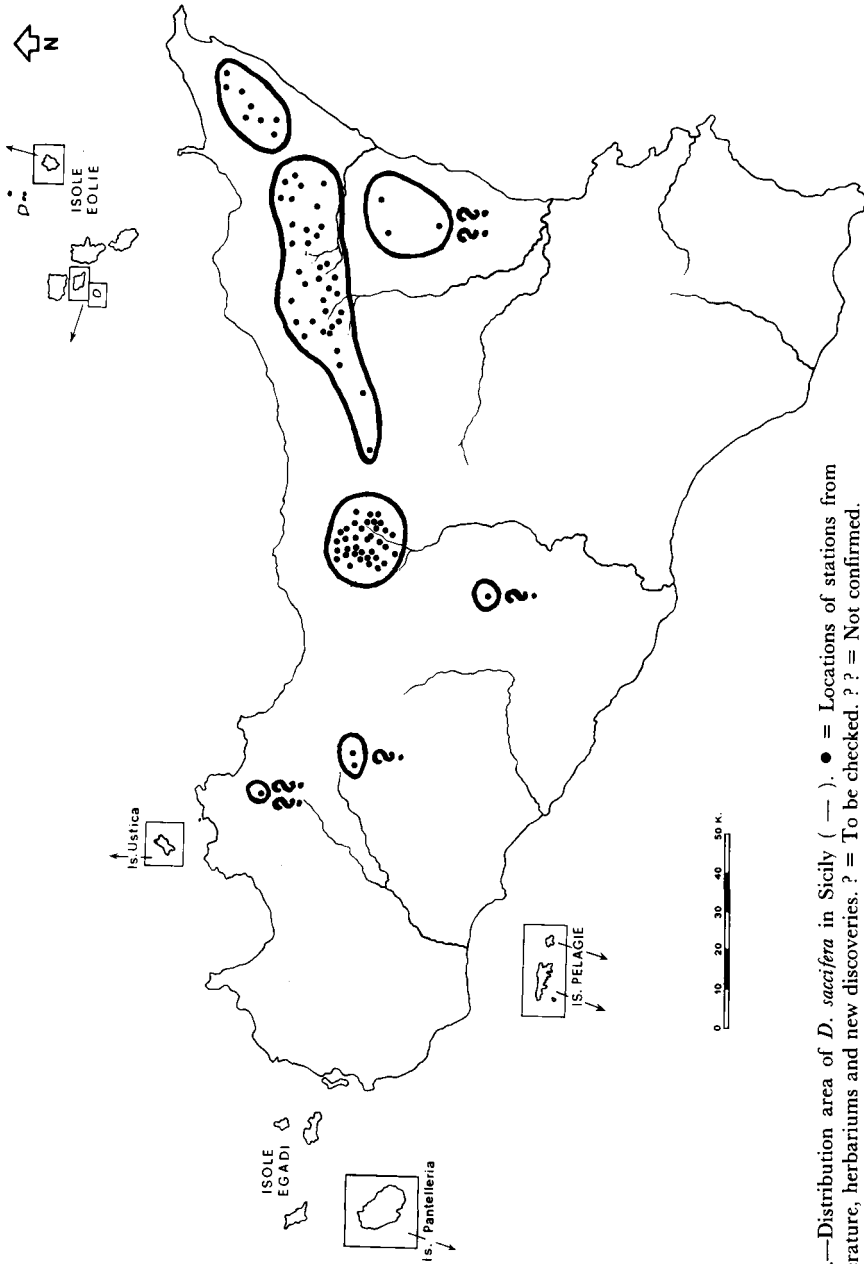 N
ISOLE
EOLIE
Is. Ustica
ISOLE
EGADI
Is. Pantelleria
IS. PELAGIE
? ?
? ?
?
?
0 10 20 30 40 50 K.
.—Distribution area of D. saccifera in Sicily ( — ). ● = Locations of stations from
erature, herbariums and new discoveries. ? = To be checked. ? ? = Not confirmed.